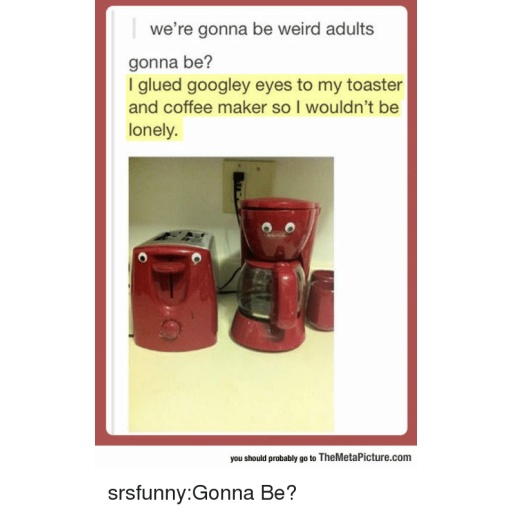 we're gonna be weird adults
gonna be?
I glued googley eyes to my toaster
and coffee maker so I wouldn't be
lonely.
you should probably go to TheMetaPicture.com
srsfunny:Gonna Be?